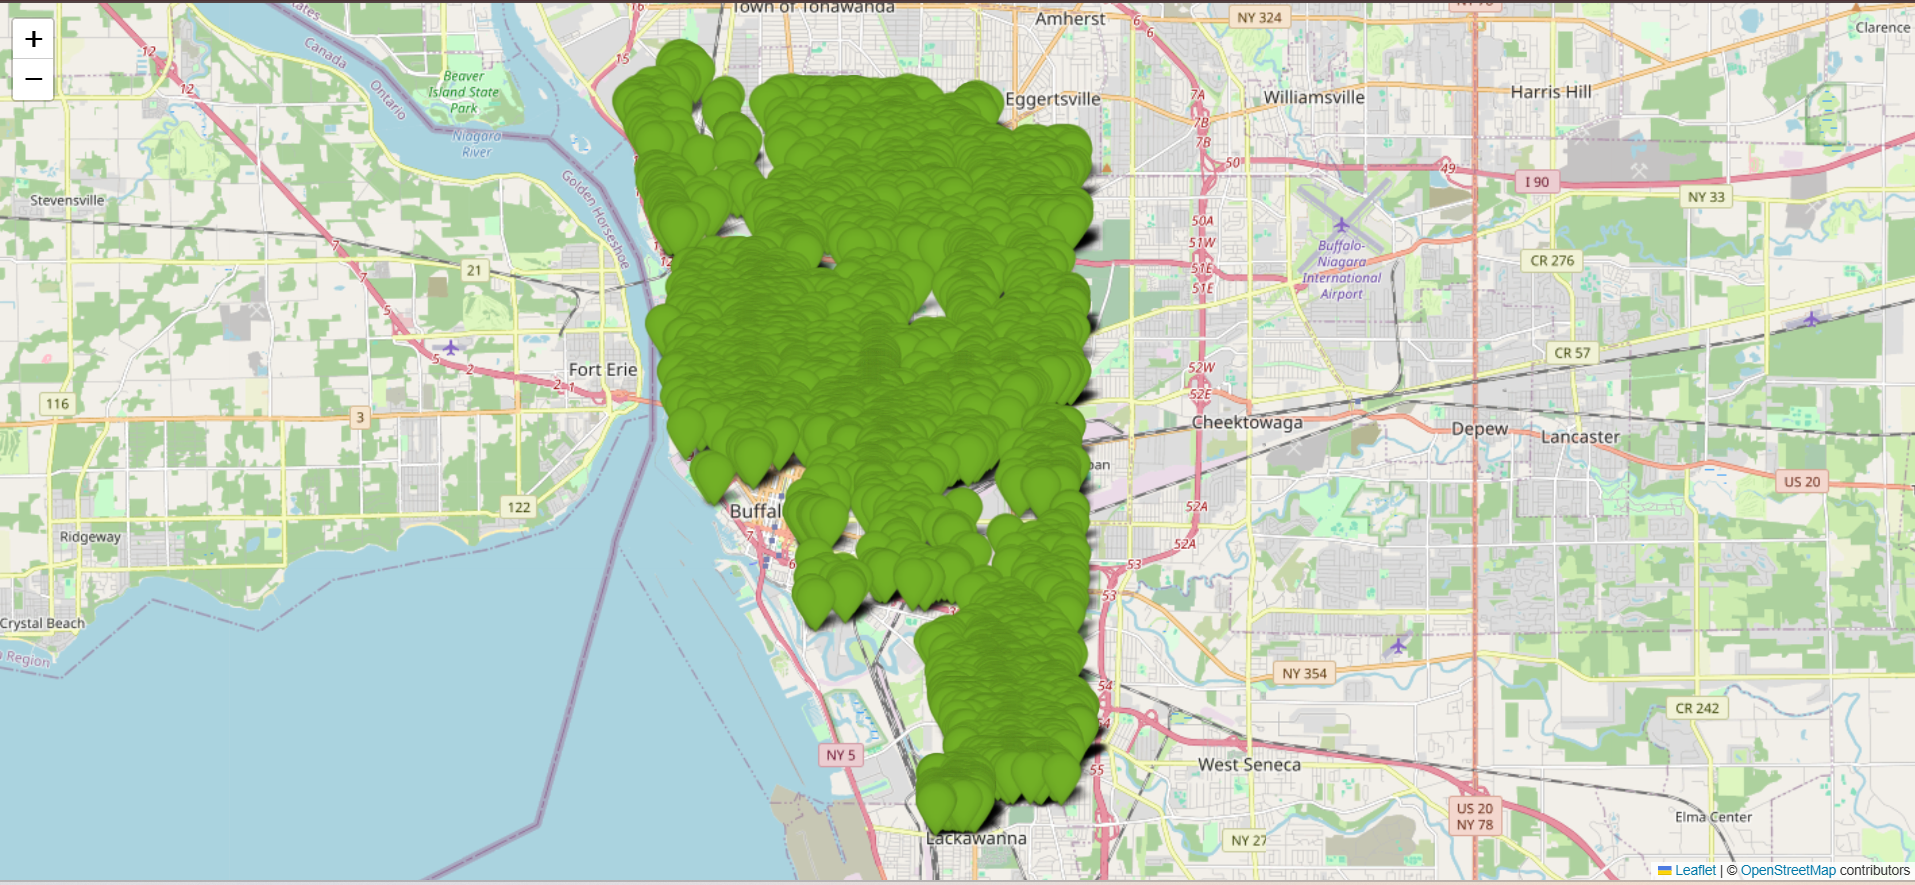 +
−
Town of Tonawanda
Amherst
NY 324
Clarence
16
15
6
6
12
12
Canada
Ontario
Beaver
Island State
Park
Niagara
River
Golden Horseshoe
Eggertsville
7A
7B
7B
Williamsville
Harris Hill
50
49
I 90
NY 33
Stevensville
50A
51W
51E
51E
Buffalo-
Niagara
International
Airport
CR 276
21
7
7
5
5
2
2
1
Fort Erie
CR 57
52W
52E
116
3
Cheektowaga
Depew
Lancaster
US 20
122
52A
52A
Buffal
7
6
Ridgeway
53
53
Crystal Beach
Region
NY 354
54
CR 242
NY 5
55
West Seneca
US 20
NY 78
Elma Center
NY 27
Lackawanna
Leaflet | © OpenStreetMap contributors